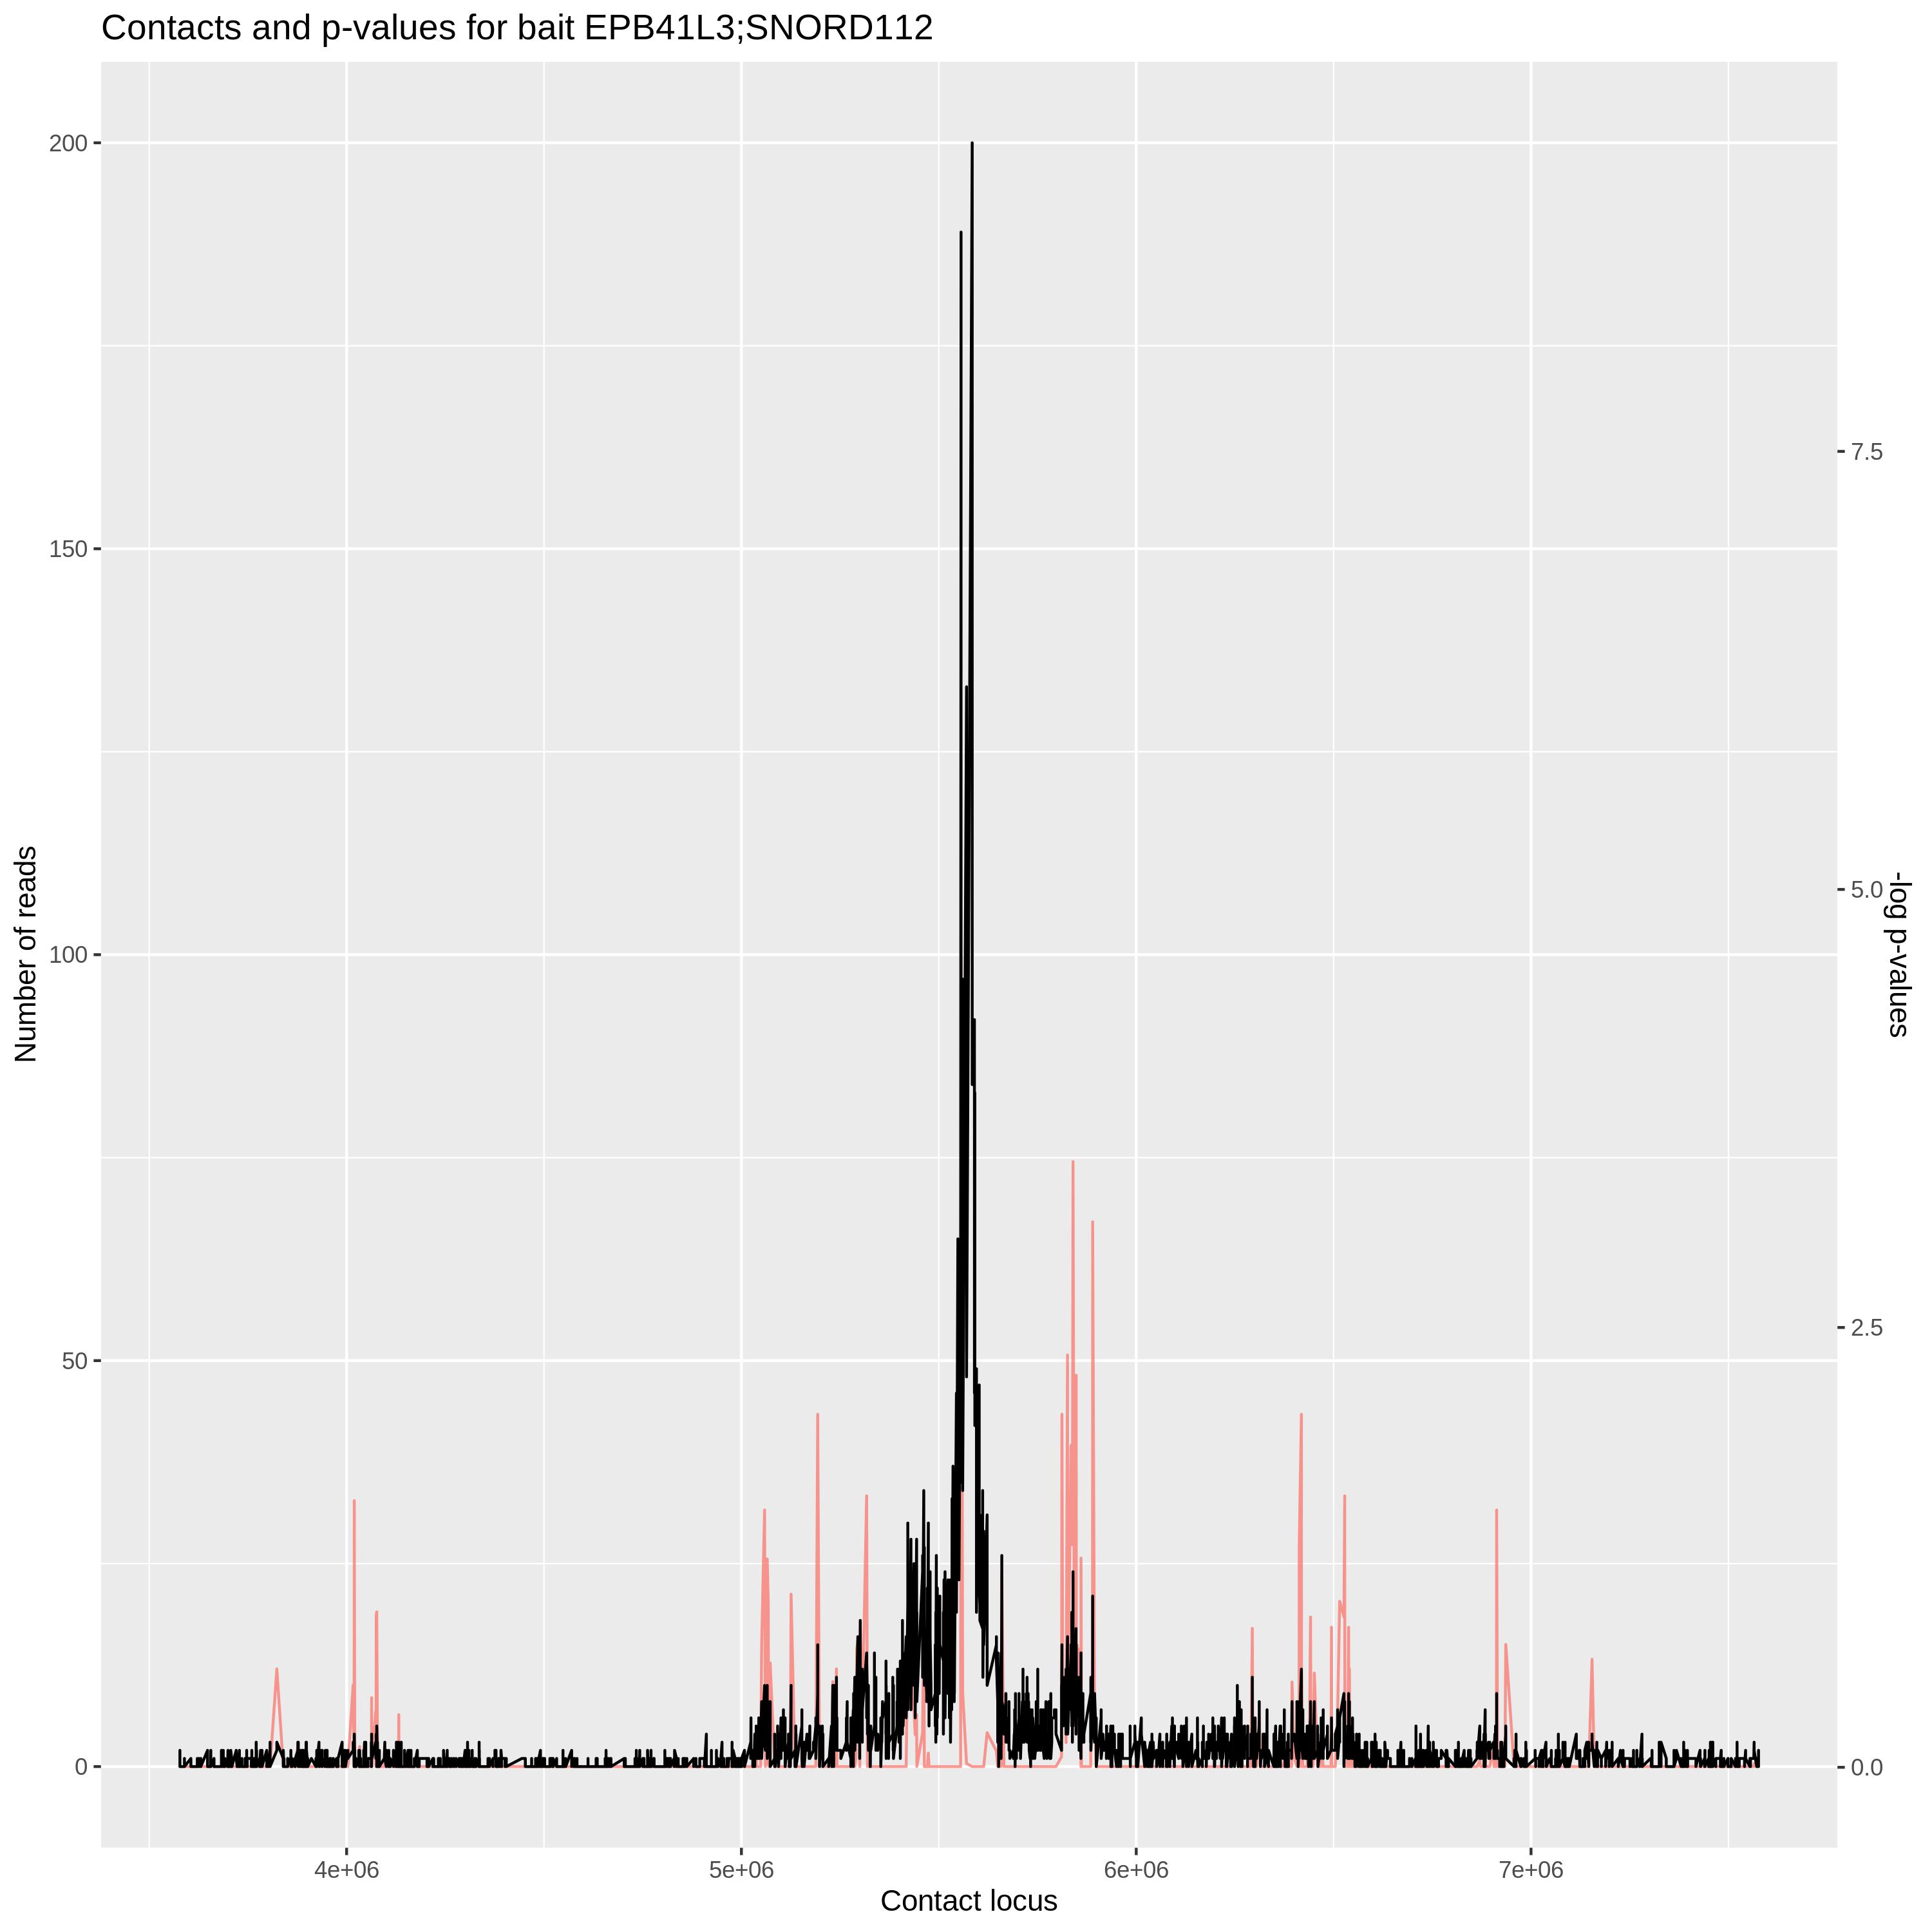 Contacts and p-values for bait EPB41L3;SNORD112
200
150
100
50
0
Number of reads
7.5
5.0
2.5
0.0
-log p-values
4e+06
5e+06
6e+06
7e+06
Contact locus